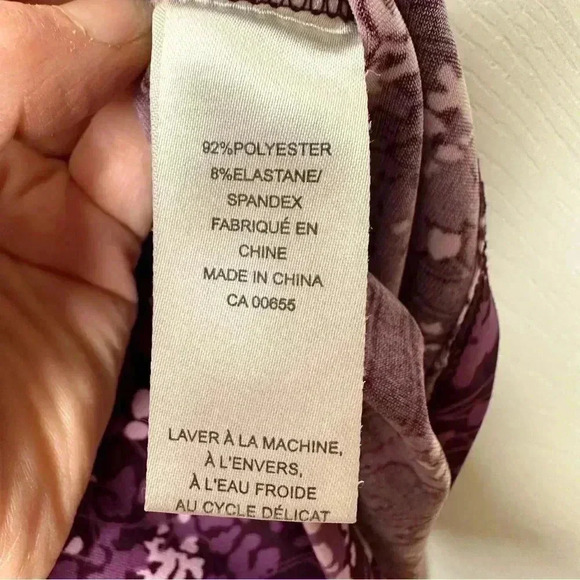 92%POLYESTER
8%ELASTANE/
SPANDEX
FABRIQUÉ EN
CHINE
MADE IN CHINA
CA 00655
LAVER À LA MACHINE,
À L'ENVERS,
À L'EAU FROIDE
AU CYCLE DÉLICAT